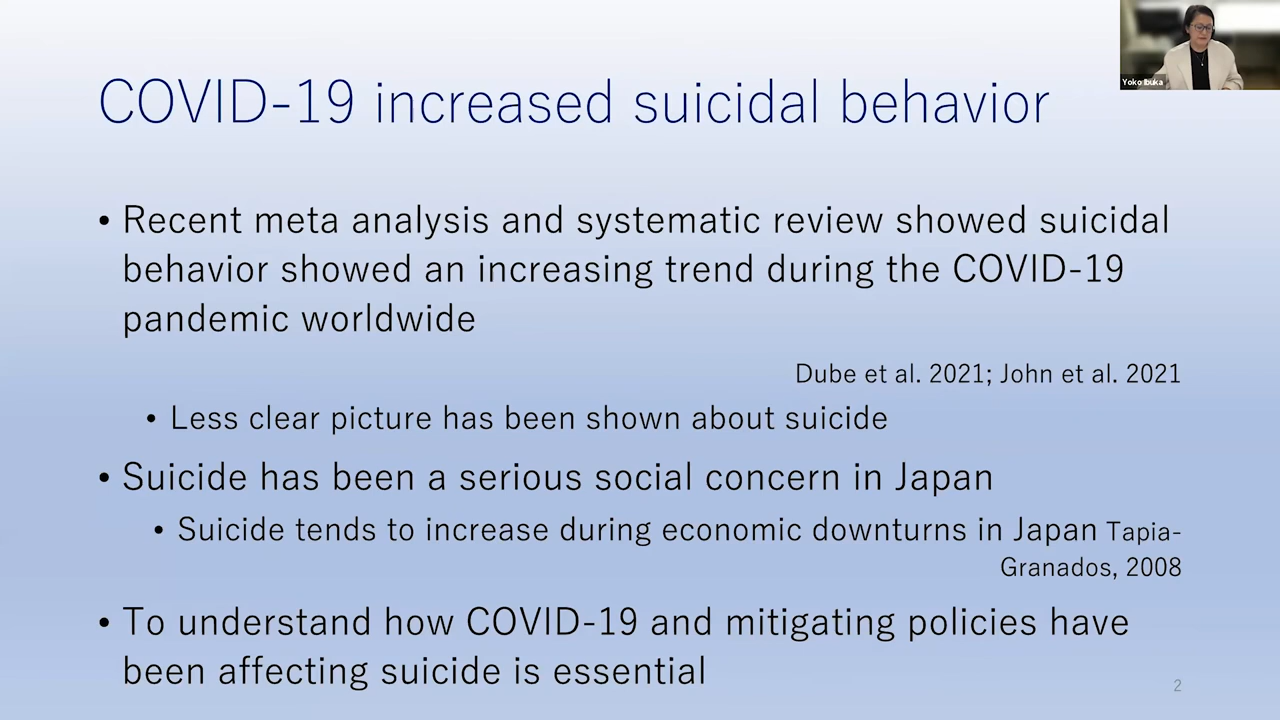 Yoko Ibuka
COVID-19 increased suicidal behavior
• Recent meta analysis and systematic review showed suicidal
behavior showed an increasing trend during the COVID-19
pandemic worldwide
Dube et al. 2021; John et al. 2021
• Less clear picture has been shown about suicide
• Suicide has been a serious social concern in Japan
• Suicide tends to increase during economic downturns in Japan Tapia-
Granados, 2008
• To understand how COVID-19 and mitigating policies have
been affecting suicide is essential
2